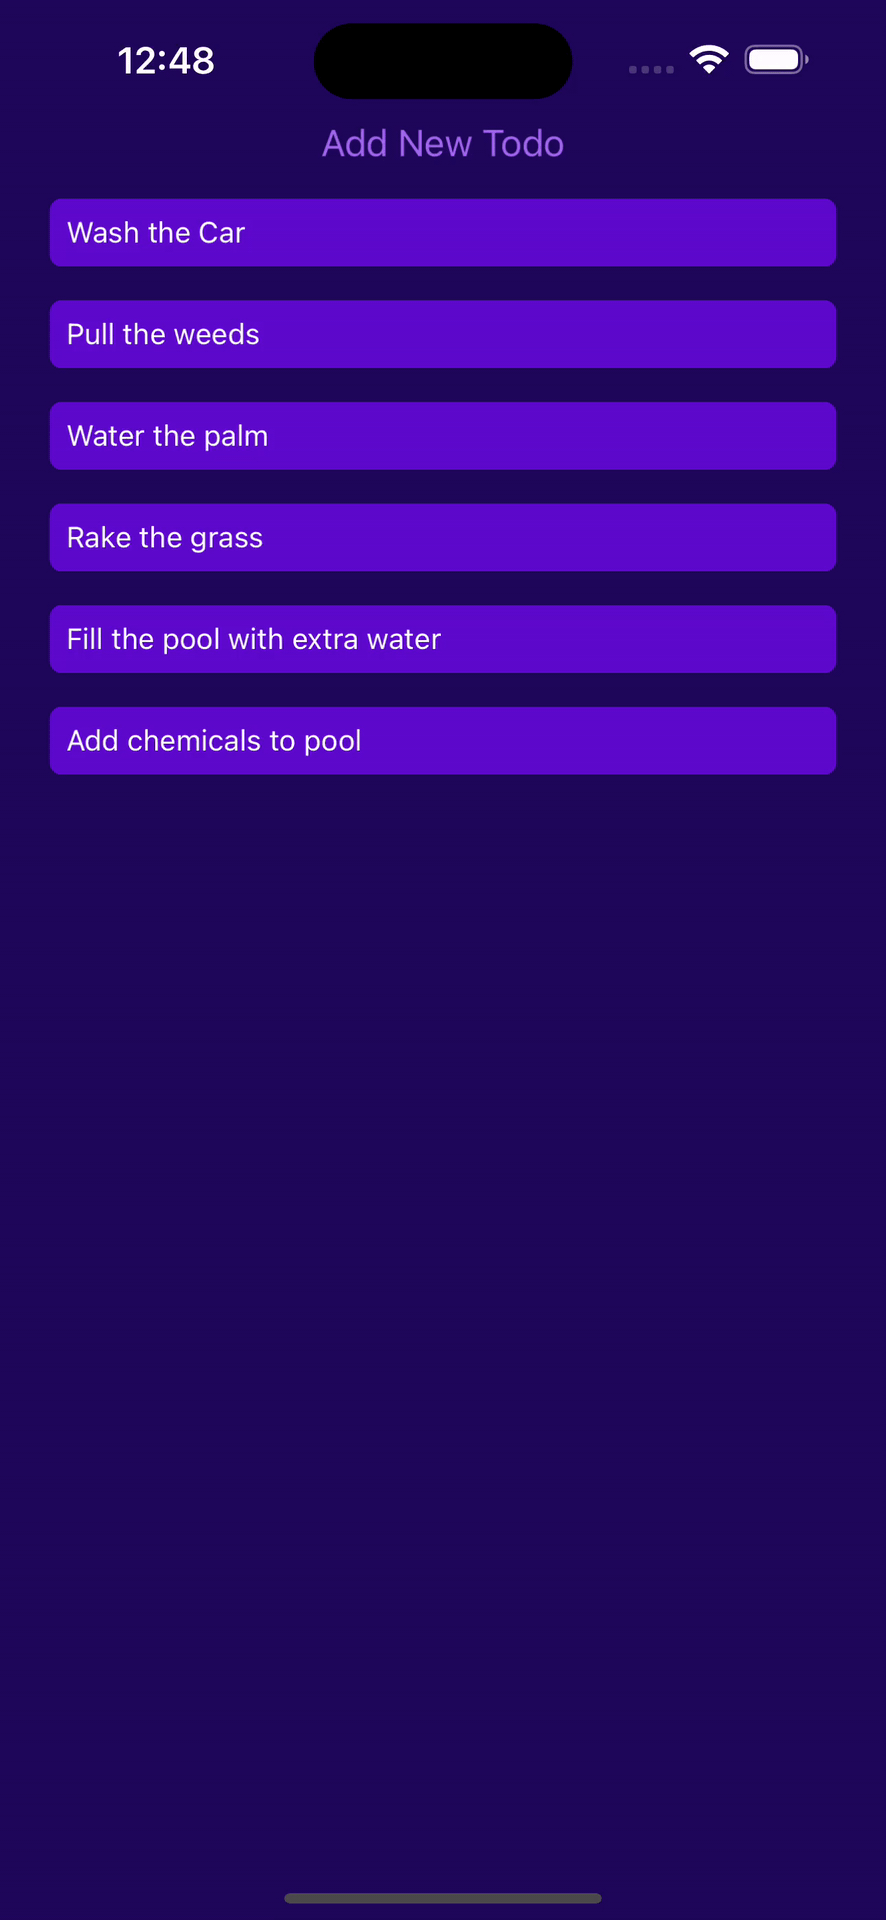 12:48
Add New Todo
Wash the Car
Pull the weeds
Water the palm
Rake the grass
Fill the pool with extra water
Add chemicals to pool